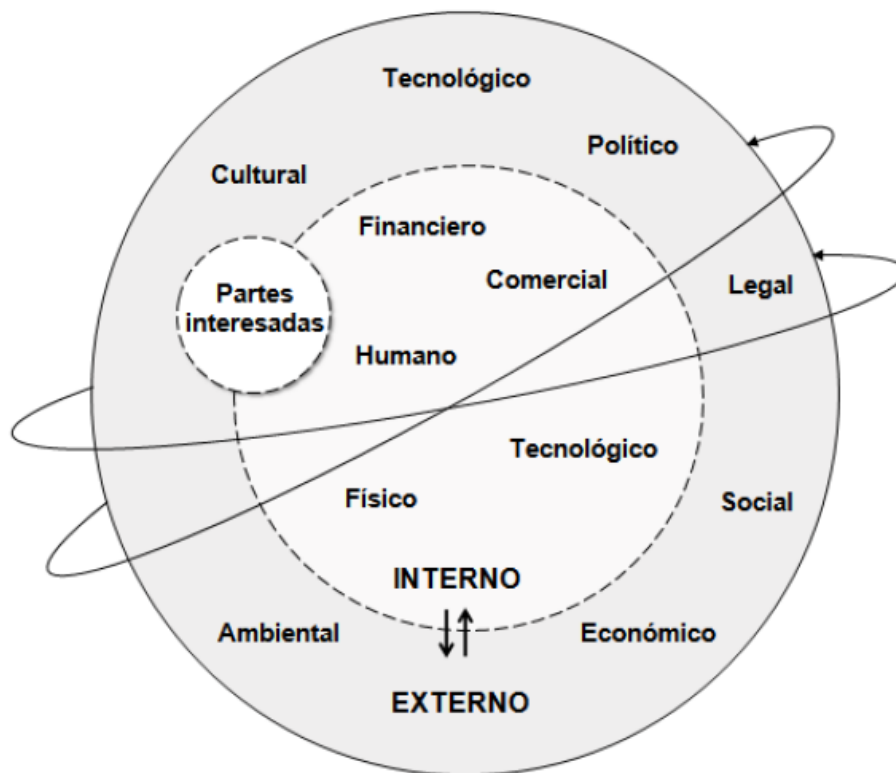 Tecnológico
Político
Cultural
Financiero
Comercial
Legal
Partes
interesadas
Humano
Tecnológico
Físico
Social
INTERNO
Ambiental
Económico
EXTERNO